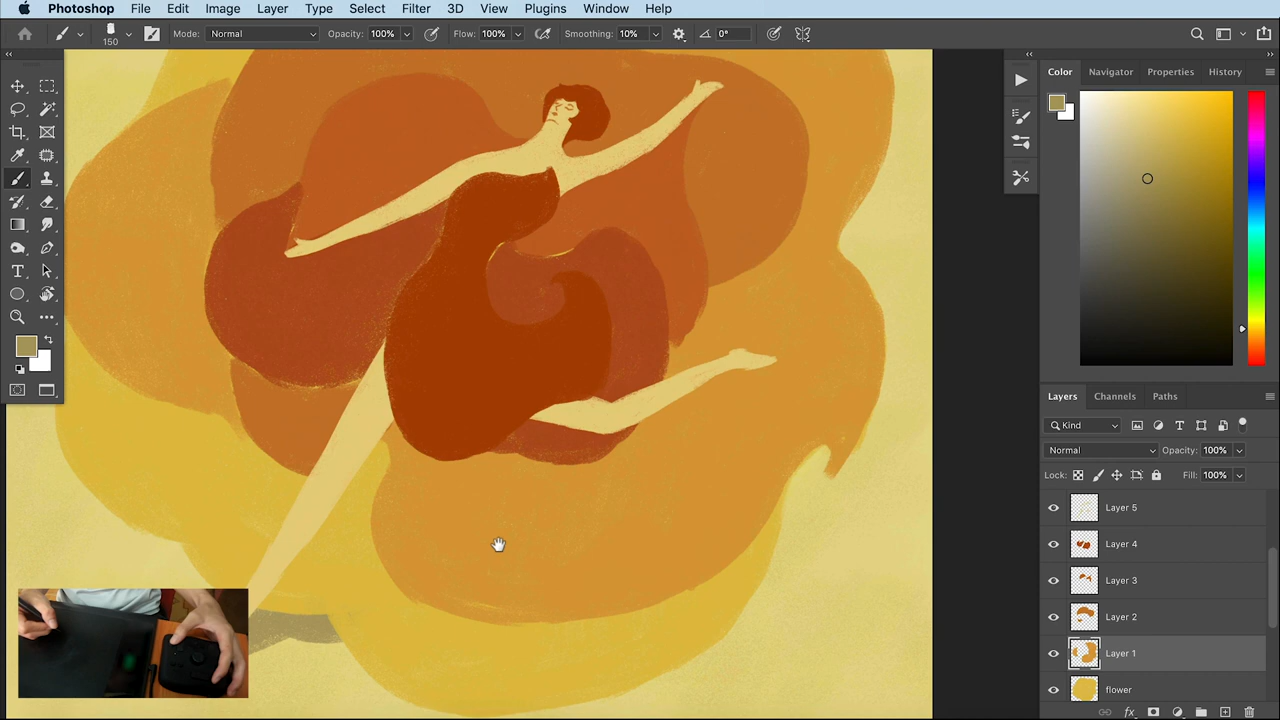 Photoshop File Edit Image Layer Type Select Filter 3D View Plugins Window Help
150 Mode: Normal Opacity: 100% Flow: 100% Smoothing: 10% 0°
Color Navigator Properties History
Layers Channels Paths
Kind
Normal Opacity: 100%
Lock: Fill: 100%
Layer 5
Layer 4
Layer 3
Layer 2
Layer 1
flower
fx